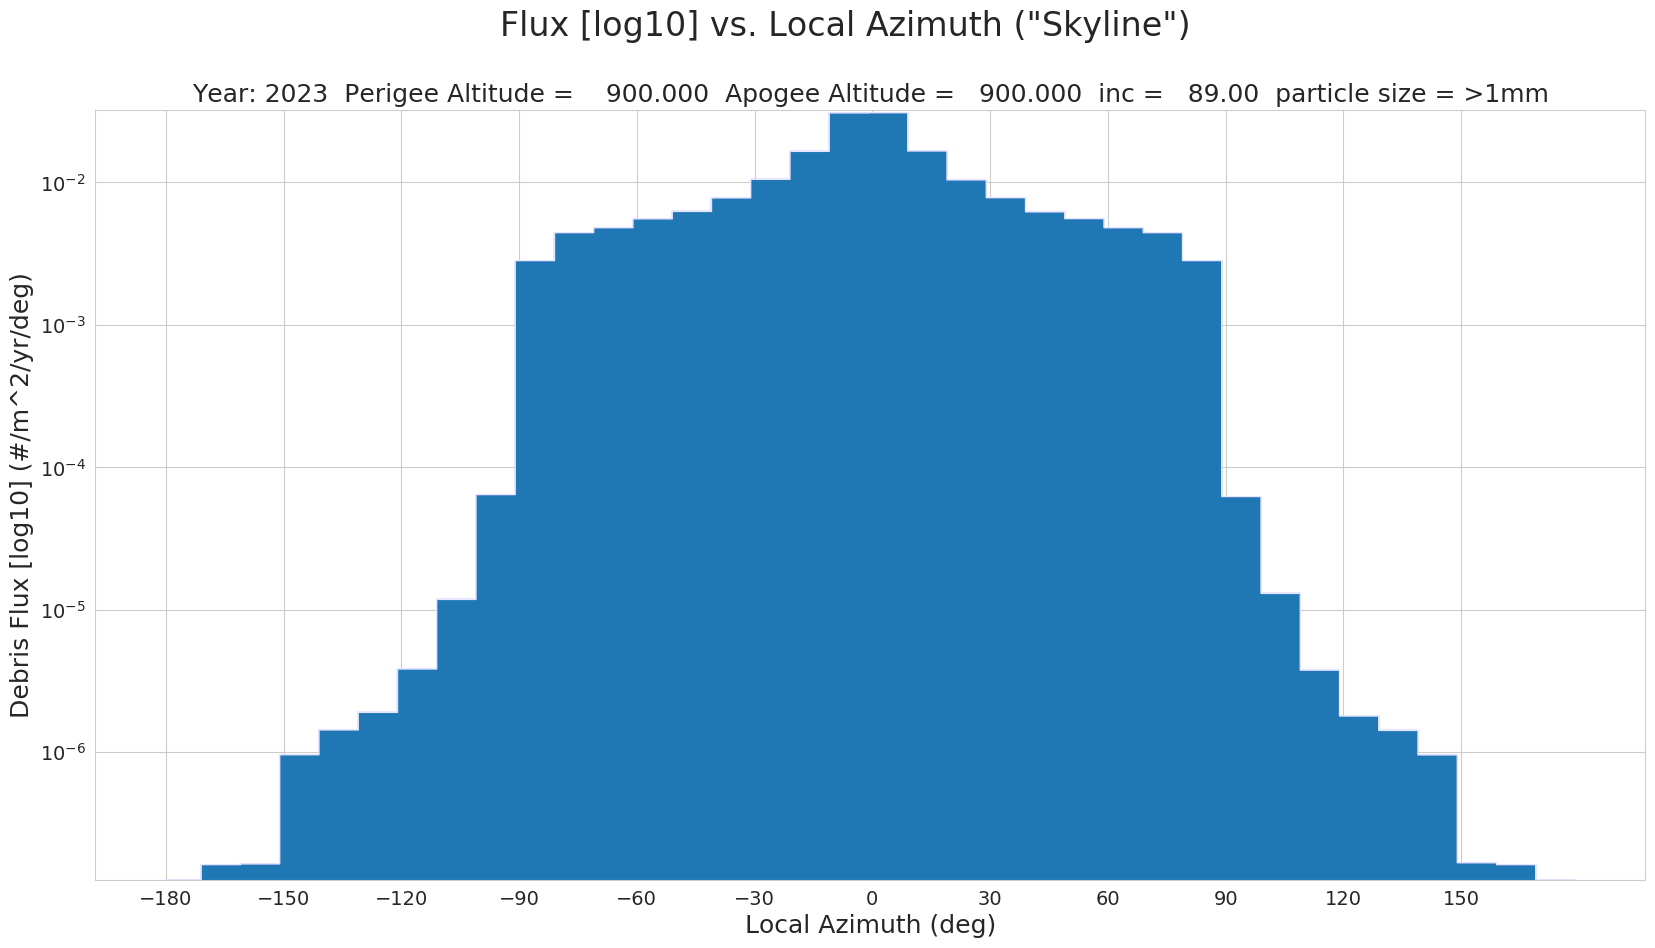 Flux [log10] vs. Local Azimuth ("Skyline")
Year: 2023 Perigee Altitude = 900.000 Apogee Altitude = 900.000 inc = 89.00 particle size = >1mm
Debris Flux [log10] (#/m^2/yr/deg)
10⁻²
10⁻³
10⁻⁴
10⁻⁵
10⁻⁶
−180 −150 −120 −90 −60 −30 0 30 60 90 120 150
Local Azimuth (deg)